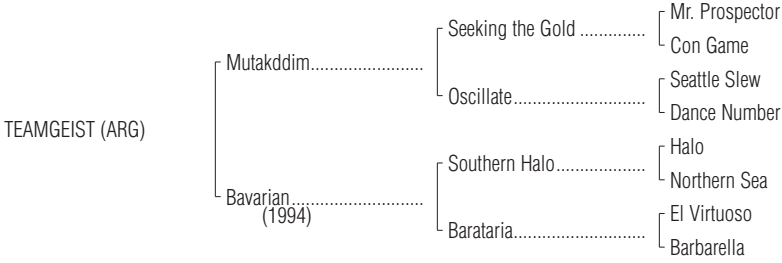 Mr. Prospector
Seeking the Gold ..............
Con Game
Mutakddim........................
Seattle Slew
Oscillate............................
Dance Number
TEAMGEIST (ARG)
Halo
Southern Halo...................
Northern Sea
Bavarian............................
(1994)
El Virtuoso
Barataria............................
Barbarella